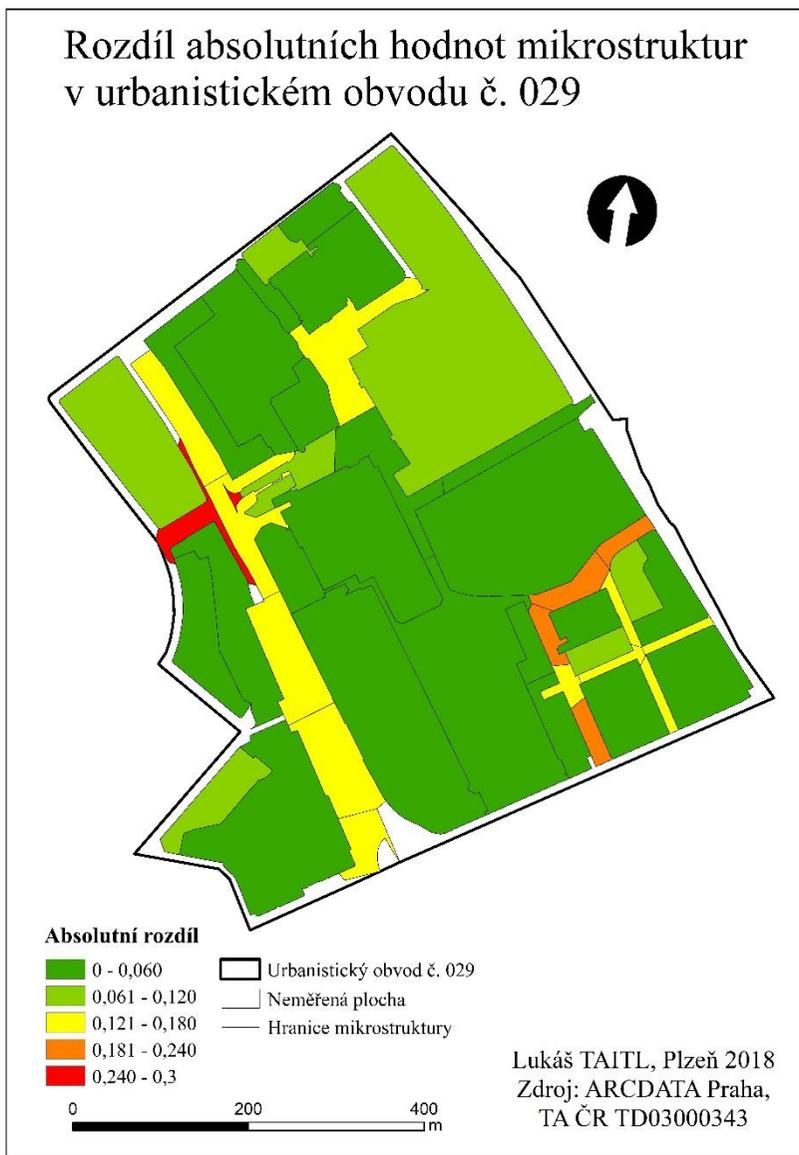 Rozdíl absolutních hodnot mikrostruktur
v urbanistickém obvodu č. 029
Absolutní rozdíl
0 - 0,060
0,061 - 0,120
0,121 - 0,180
0,181 - 0,240
0,240 - 0,3
Urbanistický obvod č. 029
Neměřená plocha
Hranice mikrostruktury
0 200 400
m
Lukáš TAITL, Plzeň 2018
Zdroj: ARCDATA Praha,
TA ČR TD03000343